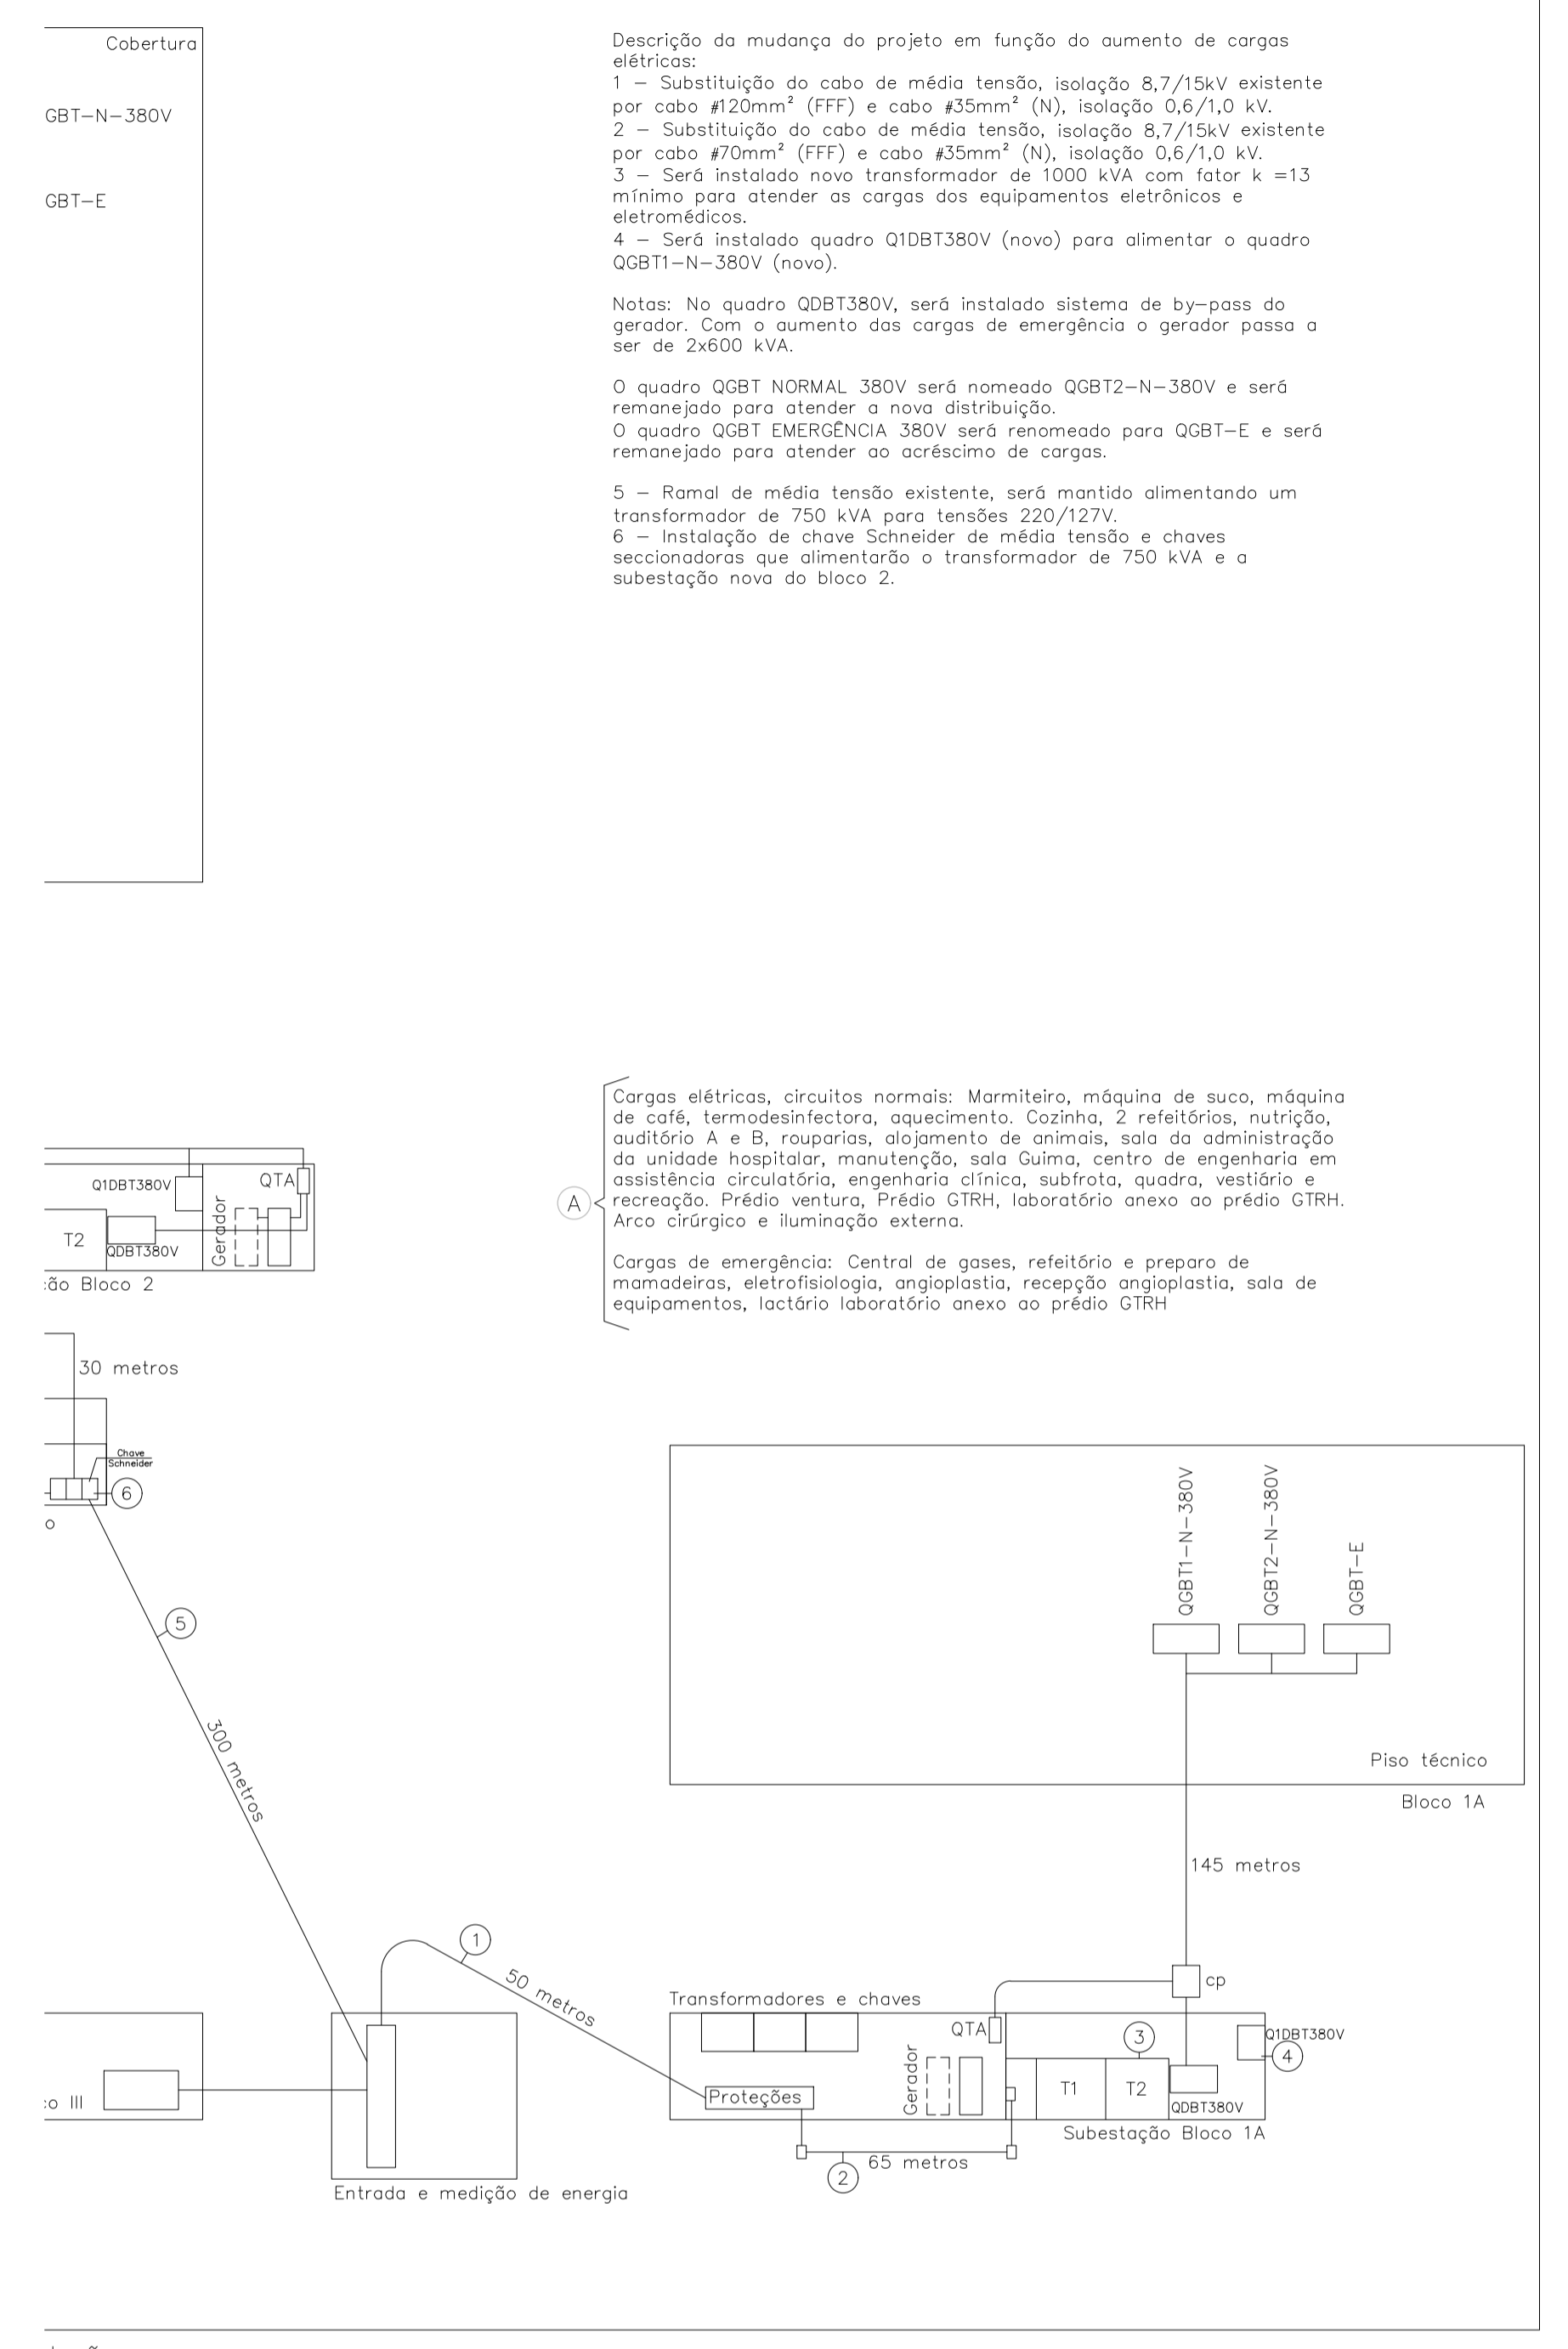 Cobertura
GBT-N-380V
GBT-E
Descrição da mudança do projeto em função do aumento de cargas
elétricas:
1 - Substituição do cabo de média tensão, isolação 8,7/15kV existente
por cabo #120mm² (FFF) e cabo #35mm² (N), isolação 0,6/1,0 kV.
2 - Substituição do cabo de média tensão, isolação 8,7/15kV existente
por cabo #70mm² (FFF) e cabo #35mm² (N), isolação 0,6/1,0 kV.
3 - Será instalado novo transformador de 1000 kVA com fator k =13
mínimo para atender as cargas dos equipamentos eletrônicos e
eletromédicos.
4 - Será instalado quadro Q1DBT380V (novo) para alimentar o quadro
QGBT1-N-380V (novo).
Notas: No quadro QDBT380V, será instalado sistema de by-pass do
gerador. Com o aumento das cargas de emergência o gerador passa a
ser de 2x600 kVA.
O quadro QGBT NORMAL 380V será nomeado QGBT2-N-380V e será
remanejado para atender a nova distribuição.
O quadro QGBT EMERGÊNCIA 380V será renomeado para QGBT-E e será
remanejado para atender ao acréscimo de cargas.
5 - Ramal de média tensão existente, será mantido alimentando um
transformador de 750 kVA para tensões 220/127V.
6 - Instalação de chave Schneider de média tensão e chaves
seccionadoras que alimentarão o transformador de 750 kVA e a
subestação nova do bloco 2.
A
Cargas elétricas, circuitos normais: Marmiteiro, máquina de suco, máquina
de café, termodesinfectora, aquecimento. Cozinha, 2 refeitórios, nutrição,
auditório A e B, rouparias, alojamento de animais, sala da administração
da unidade hospitalar, manutenção, sala Guima, centro de engenharia em
assistência circulatória, engenharia clínica, subfrota, quadra, vestiário e
recreação. Prédio ventura, Prédio GTRH, laboratório anexo ao prédio GTRH.
Arco cirúrgico e iluminação externa.
Cargas de emergência: Central de gases, refeitório e preparo de
mamadeiras, eletrofisiologia, angioplastia, recepção angioplastia, sala de
equipamentos, lactário laboratório anexo ao prédio GTRH
Q1DBT380V
QTA
Gerador
T2
QDBT380V
ção Bloco 2
30 metros
Chave
Schneider
6
o
5
300 metros
QGBT1-N-380V
QGBT2-N-380V
QGBT-E
Piso técnico
Bloco 1A
145 metros
1
50 metros
cp
Transformadores e chaves
QTA
3
Q1DBT380V
4
Gerador
T1
T2
Proteções
QDBT380V
co III
Subestação Bloco 1A
65 metros
2
Entrada e medição de energia